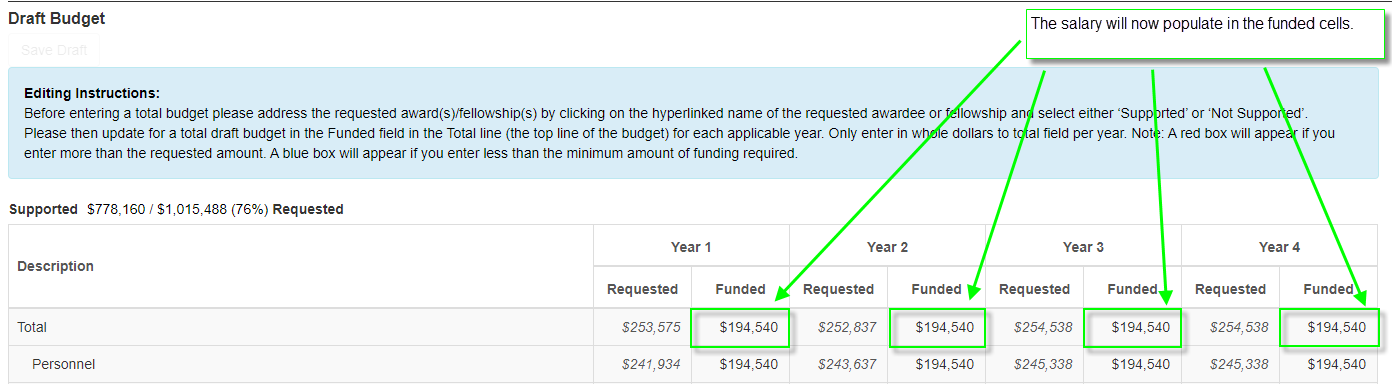 Draft Budget
The salary will now populate in the funded cells.
Save Draft
Editing Instructions:
Before entering a total budget please address the requested award(s)/fellowship(s) by clicking on the hyperlinked name of the requested awardee or fellowship and select either ‘Supported’ or ‘Not Supported’.
Please then update for a total draft budget in the Funded field in the Total line (the top line of the budget) for each applicable year. Only enter in whole dollars to total field per year. Note: A red box will appear if you
enter more than the requested amount. A blue box will appear if you enter less than the minimum amount of funding required.
Supported $778,160 / $1,015,488 (76%) Requested
Description Year 1 Year 2 Year 3 Year 4
Requested Funded Requested Funded Requested Funded Requested Funded
Total $253,575 $194,540 $252,837 $194,540 $254,538 $194,540 $254,538 $194,540
Personnel $241,934 $194,540 $243,637 $194,540 $245,338 $194,540 $245,338 $194,540